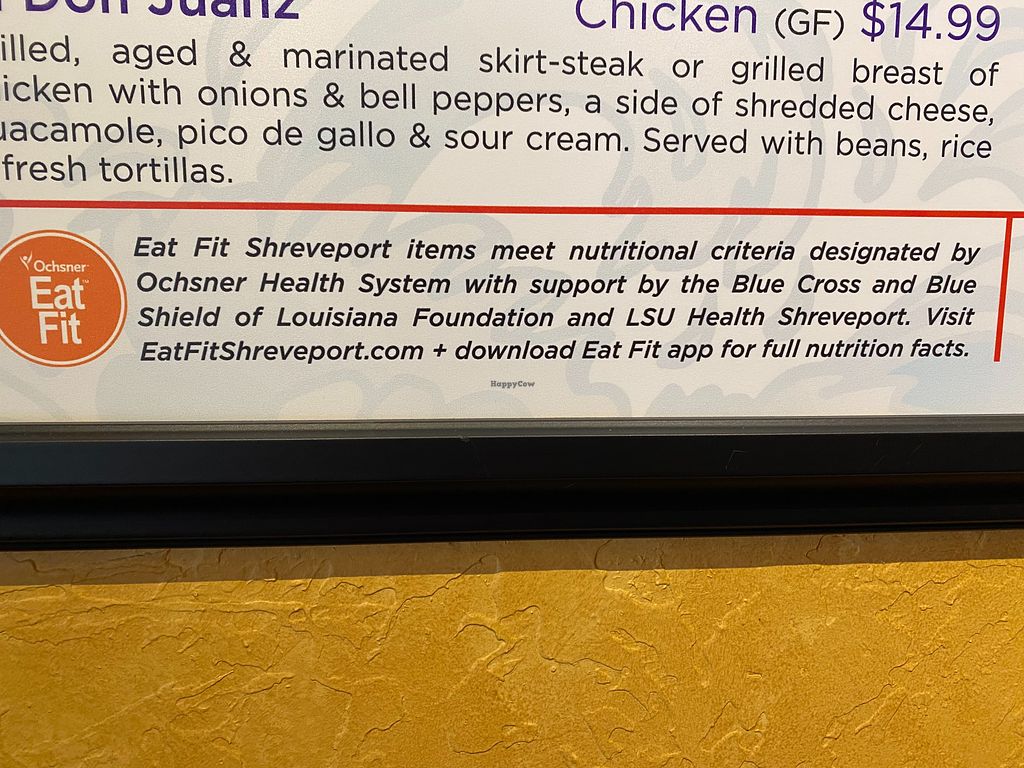 Don Juanz
Chicken (GF) $14.99
illed, aged & marinated skirt-steak or grilled breast of
icken with onions & bell peppers, a side of shredded cheese,
uacamole, pico de gallo & sour cream. Served with beans, rice
fresh tortillas.
Ochsner
Eat™
Fit
Eat Fit Shreveport items meet nutritional criteria designated by
Ochsner Health System with support by the Blue Cross and Blue
Shield of Louisiana Foundation and LSU Health Shreveport. Visit
EatFitShreveport.com + download Eat Fit app for full nutrition facts.
HappyCow